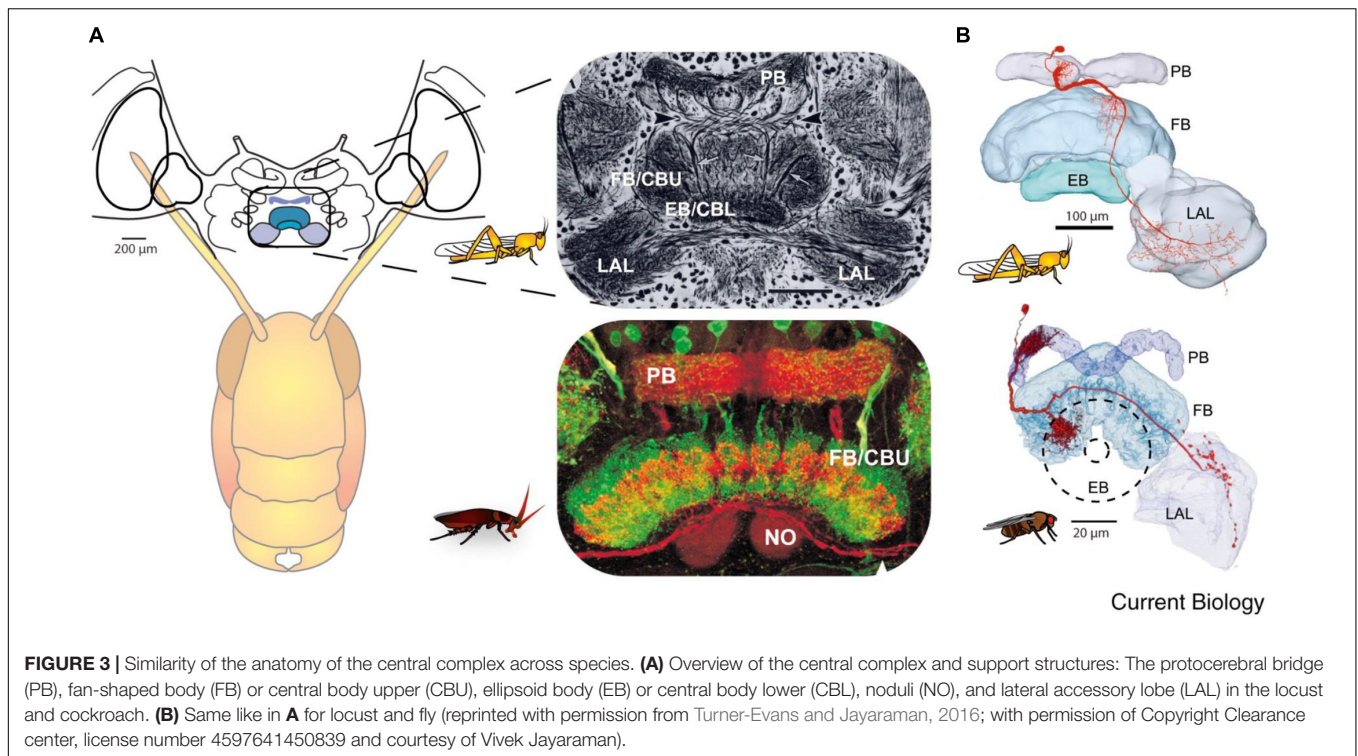 A
PB
FB/CBU
EB/CBL
LAL
LAL
200 µm
PB
FB/CBU
NO
B
PB
FB
EB
100 µm
LAL
PB
FB
EB
LAL
20 µm
Current Biology
FIGURE 3 | Similarity of the anatomy of the central complex across species. (A) Overview of the central complex and support structures: The protocerebral bridge
(PB), fan-shaped body (FB) or central body upper (CBU), ellipsoid body (EB) or central body lower (CBL), noduli (NO), and lateral accessory lobe (LAL) in the locust
and cockroach. (B) Same like in A for locust and fly (reprinted with permission from Turner-Evans and Jayaraman, 2016; with permission of Copyright Clearance
center, license number 4597641450839 and courtesy of Vivek Jayaraman).